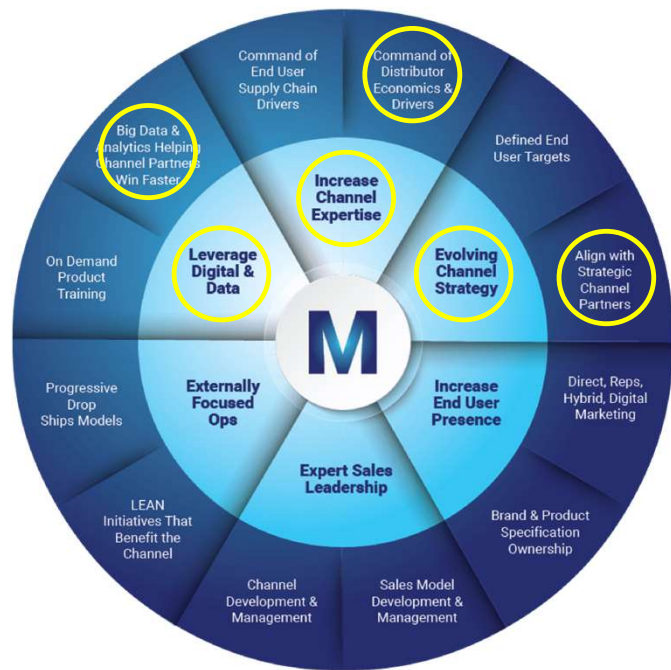 Command of
End User
Supply Chain
Drivers
Command of
Distributor
Economics &
Drivers
Defined End
User Targets
Align with
Strategic
Channel
Partners
Direct, Reps,
Hybrid, Digital
Marketing
Brand & Product
Specification
Ownership
Sales Model
Development &
Management
Channel
Development &
Management
LEAN
Initiatives That
Benefit the
Channel
Progressive
Drop
Ships Models
On Demand
Product
Training
Big Data &
Analytics Helping
Channel Partners
Win Faster
Increase
Channel
Expertise
Evolving
Channel
Strategy
Increase
End User
Presence
Expert Sales
Leadership
Externally
Focused
Ops
Leverage
Digital &
Data
M